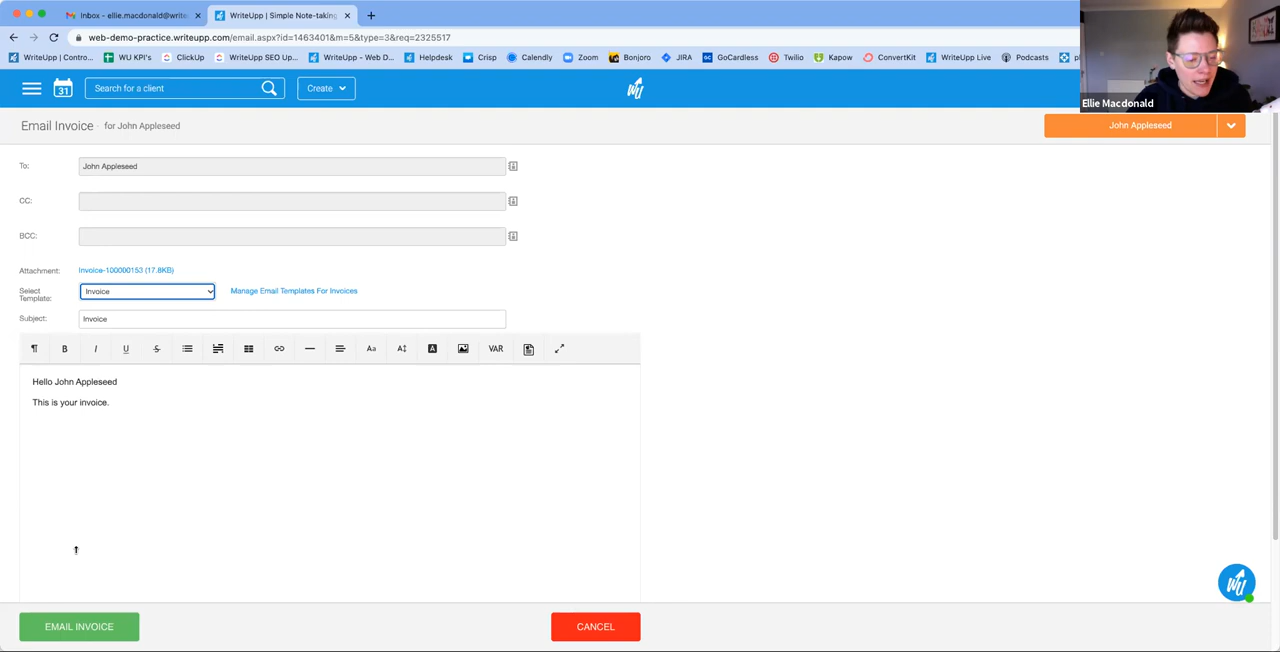 Inbox - ellie.macdonald@write
WriteUpp | Simple Note-taking
web-demo-practice.writeupp.com/email.aspx?id=1463401&m=5&type=3&req=2325517
WriteUpp | Contro... WU KPI's ClickUp WriteUpp SEO Up... WriteUpp - Web D... Helpdesk Crisp Calendly Zoom Bonjoro JIRA GoCardless Twilio Kapow ConvertKit WriteUpp Live Podcasts
31 Search for a client Create
Ellie Macdonald
Email Invoice for John Appleseed
John Appleseed
To: John Appleseed
CC:
BCC:
Attachment: Invoice-100000153 (17.8KB)
Select Template: Invoice Manage Email Templates For Invoices
Subject: Invoice
¶ B I U S Aa A VAR
Hello John Appleseed
This is your invoice.
EMAIL INVOICE CANCEL